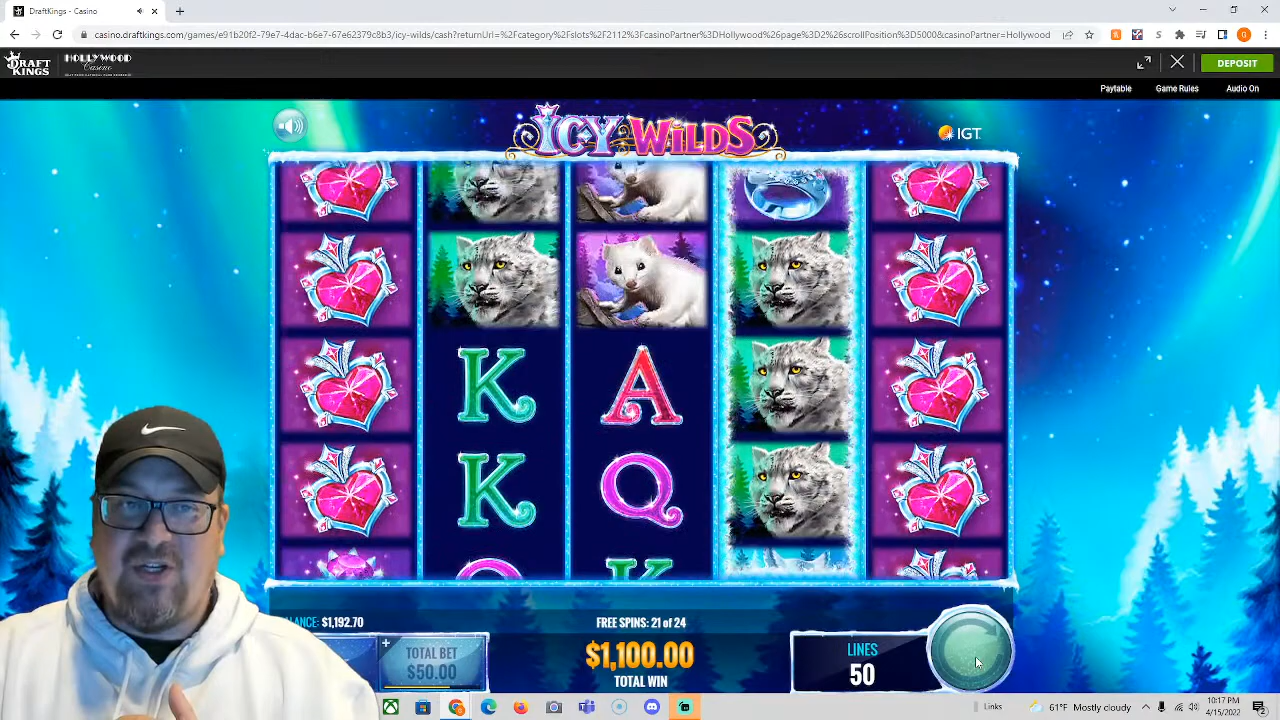 DraftKings - Casino
casino.draftkings.com/games/e91b20f2-79e7-4dac-b6e7-67e62379c8b3/icy-wilds/cash?returnUrl=%2Fcategory%2Fslots%2F2112%3FcasinoPartner%3DHollywood%26page%3D2%26scrollPosition%3D5000&casinoPartner=Hollywood
DRAFT KINGS
HOLLYWOOD
Casino
DEPOSIT
Paytable Game Rules Audio On
ICY WILDS
IGT
K A
K Q
ALANCE: $1,192.70
FREE SPINS: 21 of 24
TOTAL BET
$50.00
$1,100.00
TOTAL WIN
LINES
50
Links
61°F Mostly cloudy
10:17 PM
4/15/2022